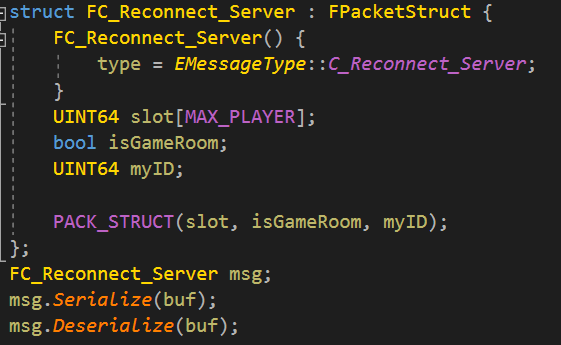 struct FC_Reconnect_Server : FPacketStruct {
FC_Reconnect_Server() {
type = EMessageType::C_Reconnect_Server;
}
UINT64 slot[MAX_PLAYER];
bool isGameRoom;
UINT64 myID;
PACK_STRUCT(slot, isGameRoom, myID);
};
FC_Reconnect_Server msg;
msg.Serialize(buf);
msg.Deserialize(buf);